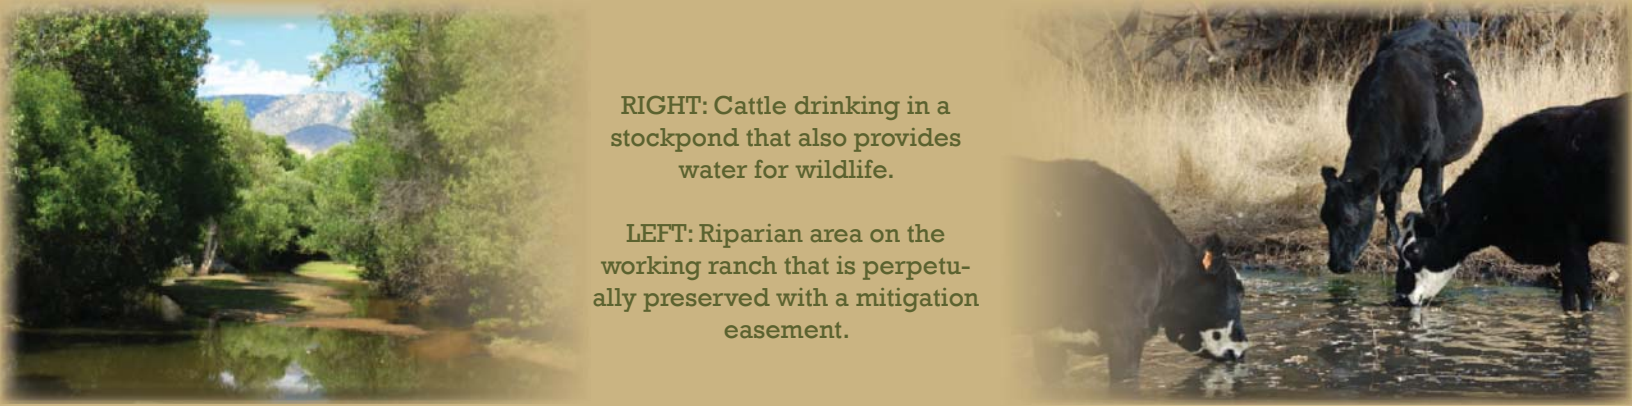 RIGHT: Cattle drinking in a
stockpond that also provides
water for wildlife.
LEFT: Riparian area on the
working ranch that is perpetu-
ally preserved with a mitigation
easement.